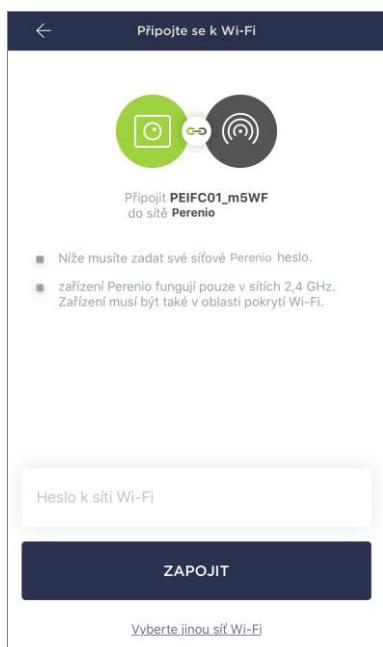 Připojte se k Wi-Fi
Připojit PEIFC01_m5WF
do sítě Perenio
Níže musíte zadat své síťové Perenio heslo.
zařízení Perenio fungují pouze v sítích 2,4 GHz.
Zařízení musí být také v oblasti pokrytí Wi-Fi.
Heslo k síti Wi-Fi
ZAPOJIT
Vyberte jinou síť Wi-Fi